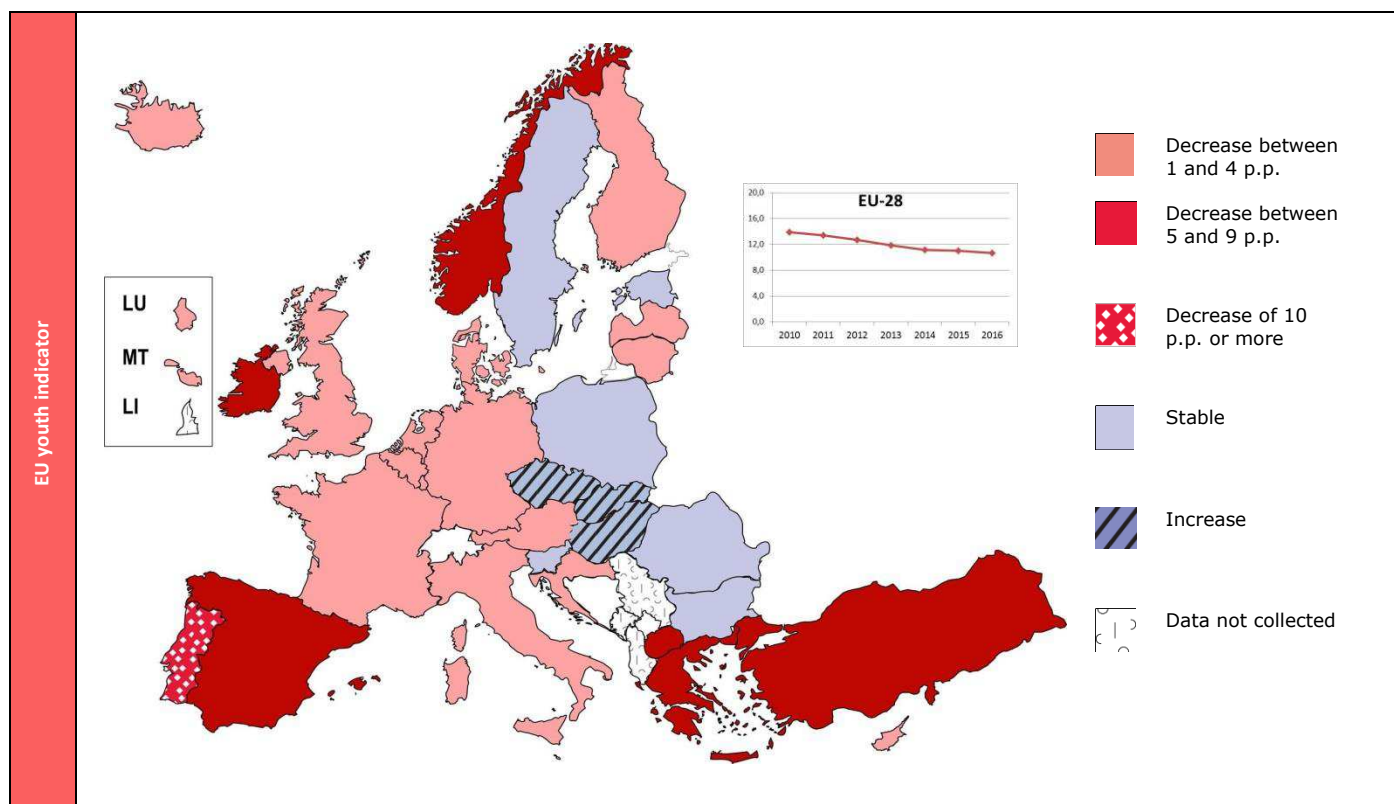 EU youth indicator
LU
MT
LI
EU-28
20,0
16,0
12,0
8,0
4,0
0,0
2010 2011 2012 2013 2014 2015 2016
Decrease between
1 and 4 p.p.
Decrease between
5 and 9 p.p.
Decrease of 10
p.p. or more
Stable
Increase
Data not collected